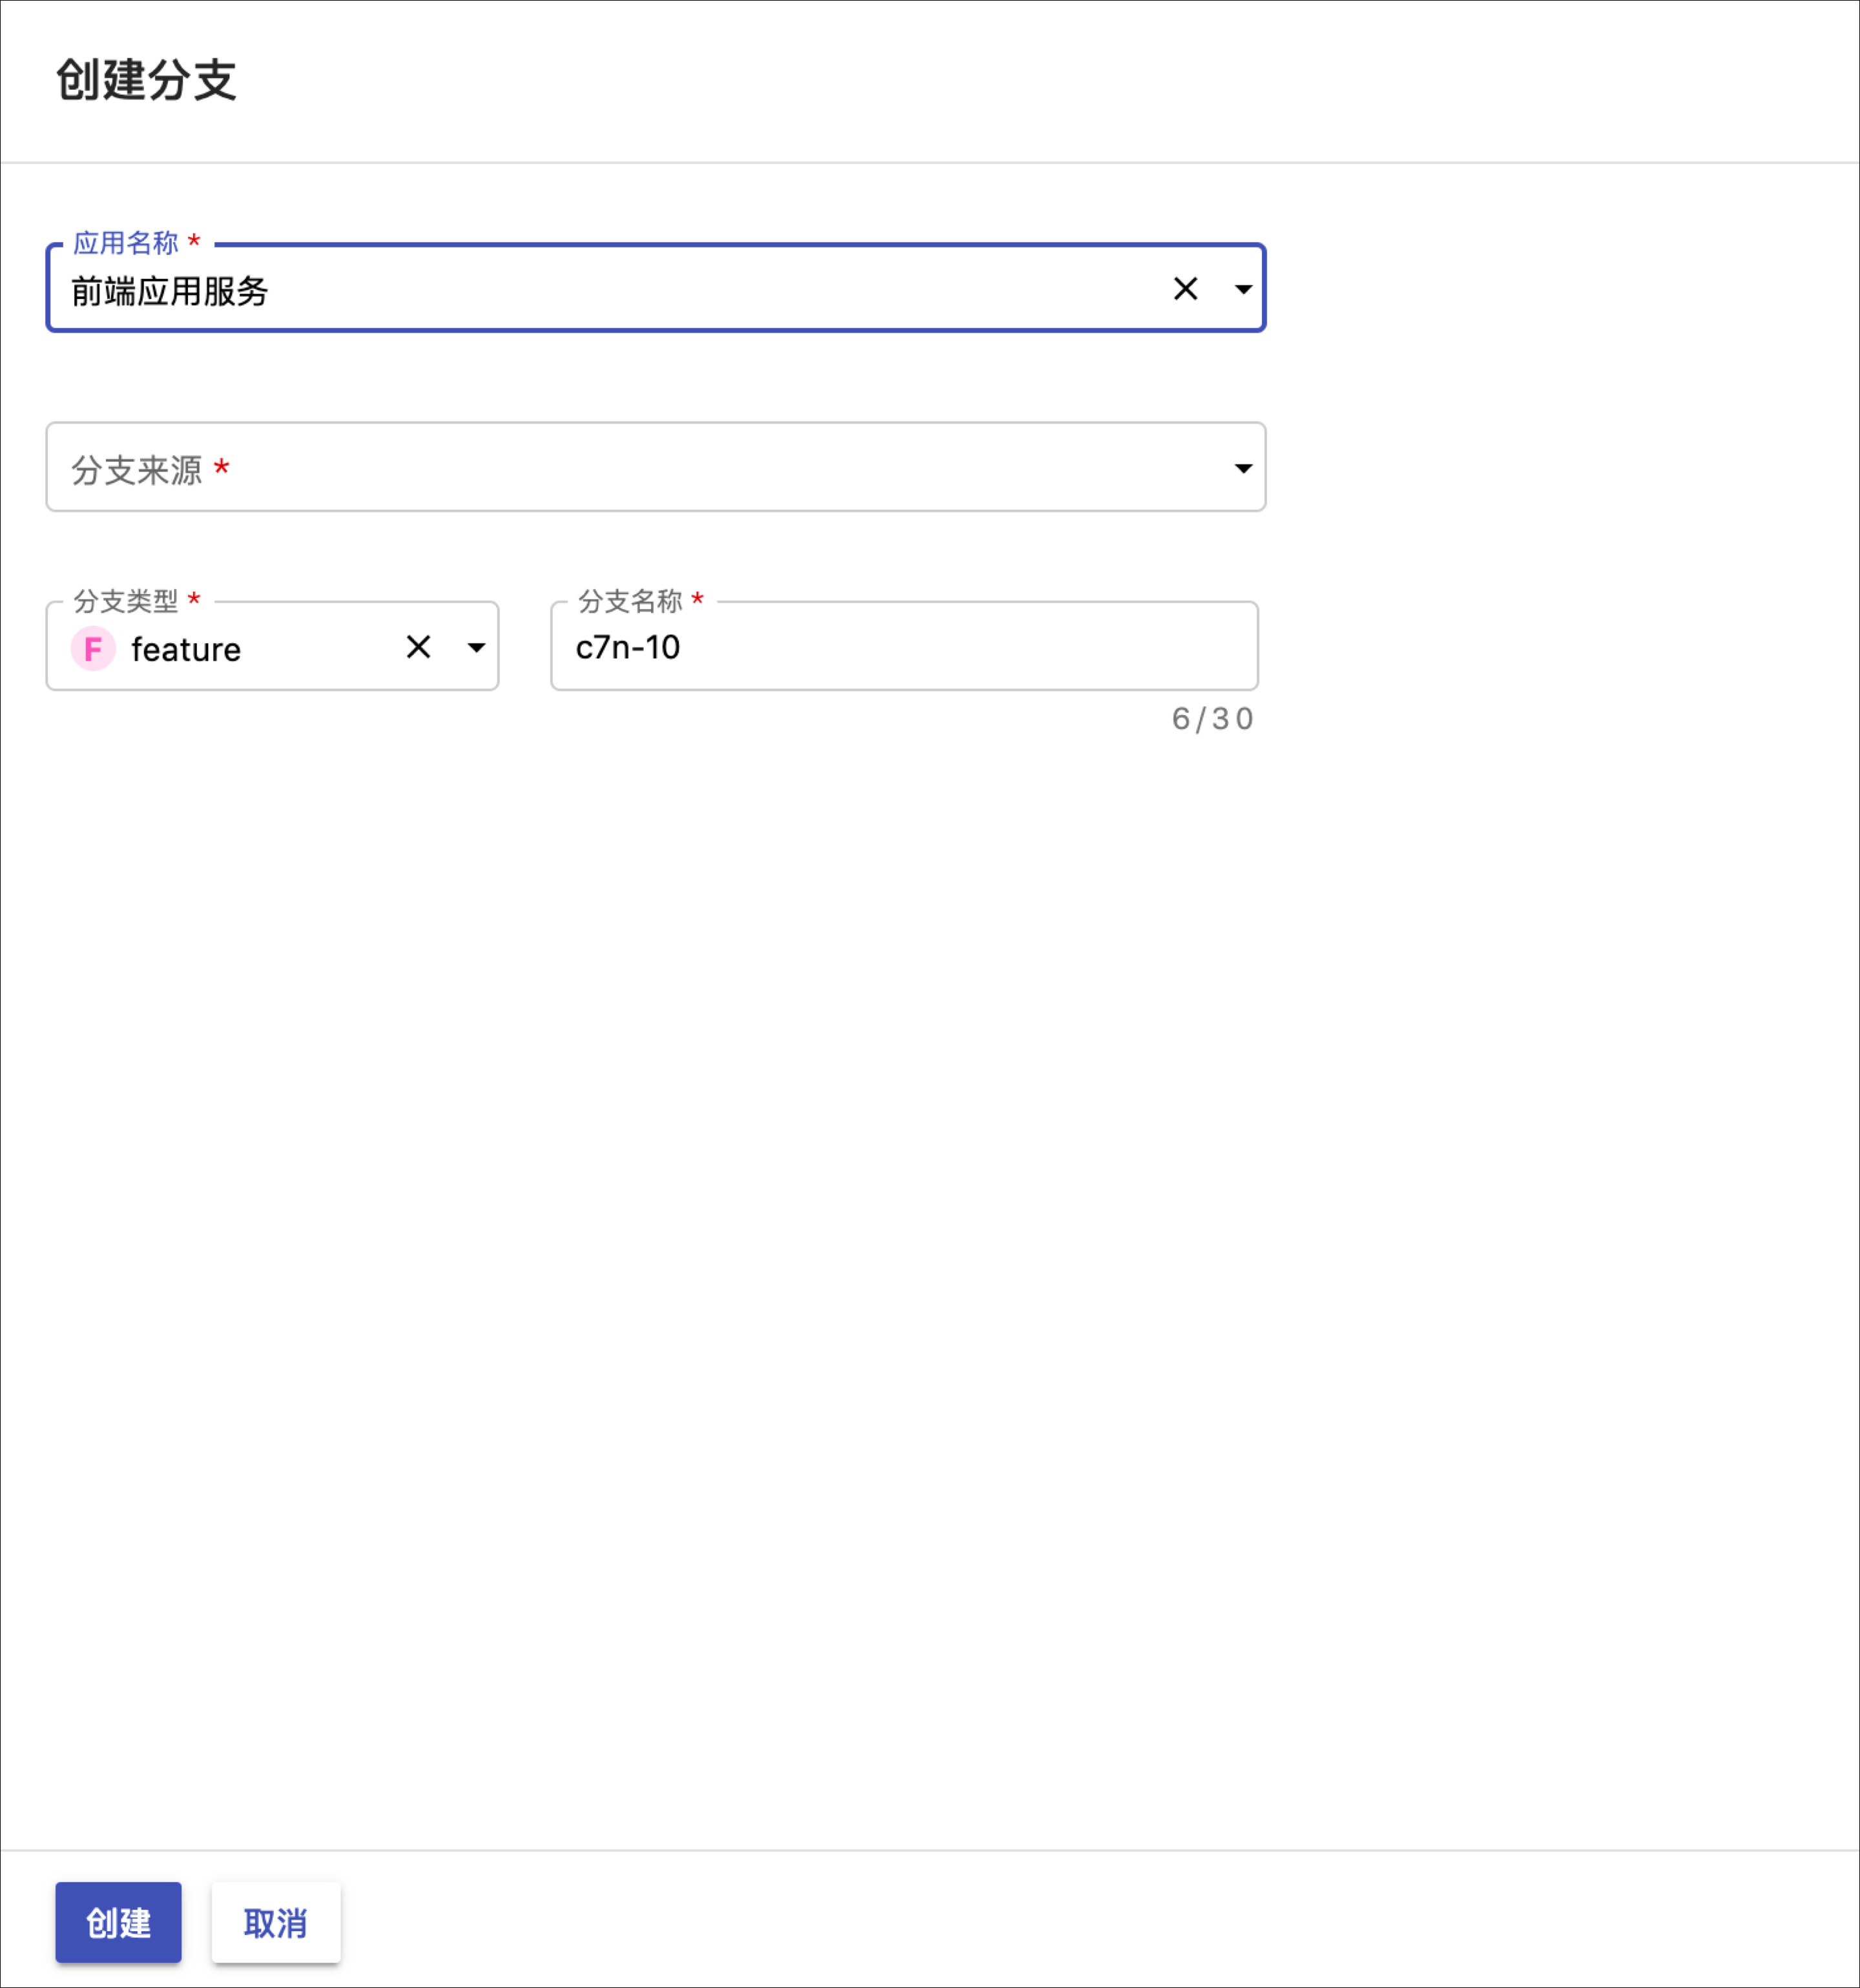 创建分支
应用名称 *
前端应用服务
分支来源 *
分支类型 *
F feature
分支名称 *
c7n-10
6/30
创建
取消